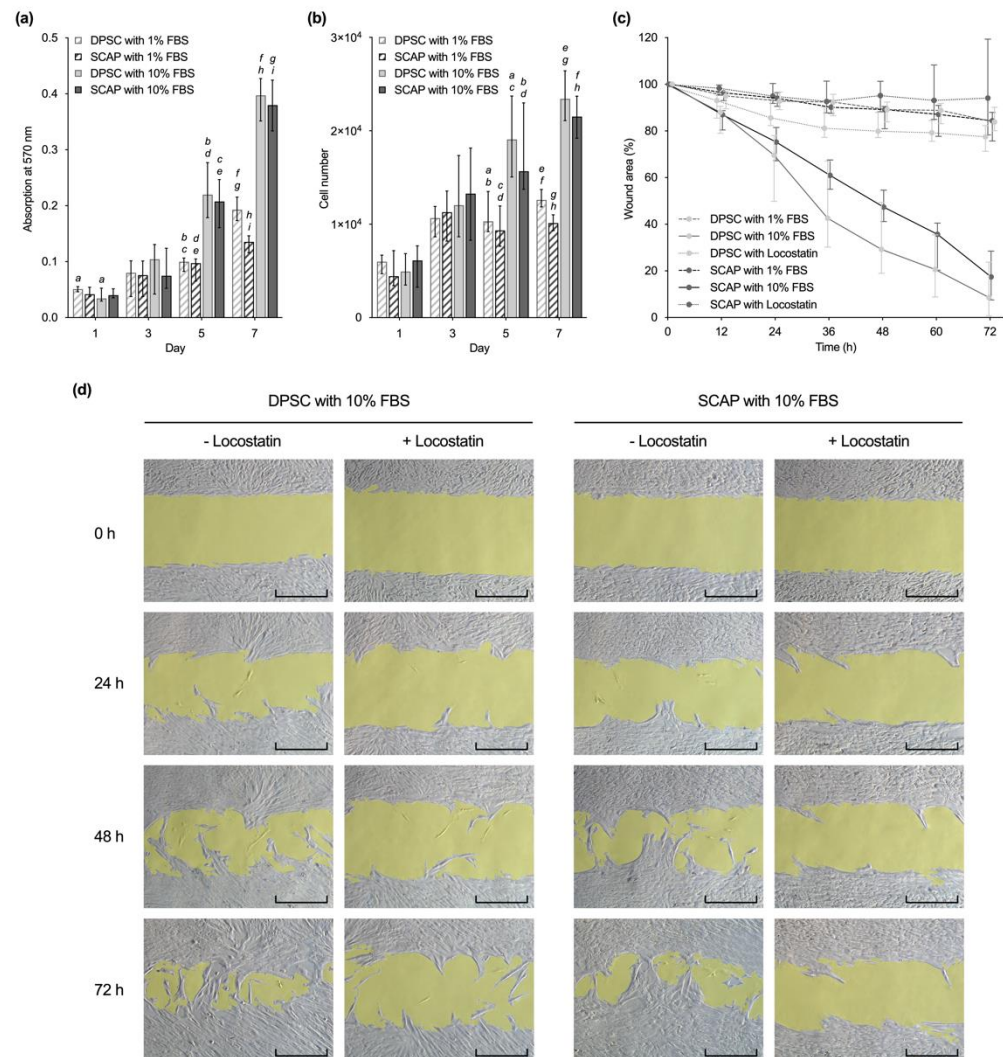 (a)
DPSC with 1% FBS
SCAP with 1% FBS
DPSC with 10% FBS
SCAP with 10% FBS
Absorption at 570 nm
0.5
0.4
0.3
0.2
0.1
0.0
a
a
b
c
d
e
b
d
c
e
f
g
h
i
f
h
g
i
1
3
5
7
Day
(b)
DPSC with 1% FBS
SCAP with 1% FBS
DPSC with 10% FBS
SCAP with 10% FBS
Cell number
3×10⁴
2×10⁴
1×10⁴
0
a
b
c
d
a
c
b
d
e
f
g
h
e
g
f
h
1
3
5
7
Day
(c)
Wound area (%)
120
100
80
60
40
20
0
DPSC with 1% FBS
DPSC with 10% FBS
DPSC with Locostatin
SCAP with 1% FBS
SCAP with 10% FBS
SCAP with Locostatin
0
12
24
36
48
60
72
Time (h)
(d)
DPSC with 10% FBS
SCAP with 10% FBS
- Locostatin
+ Locostatin
- Locostatin
+ Locostatin
0 h
24 h
48 h
72 h